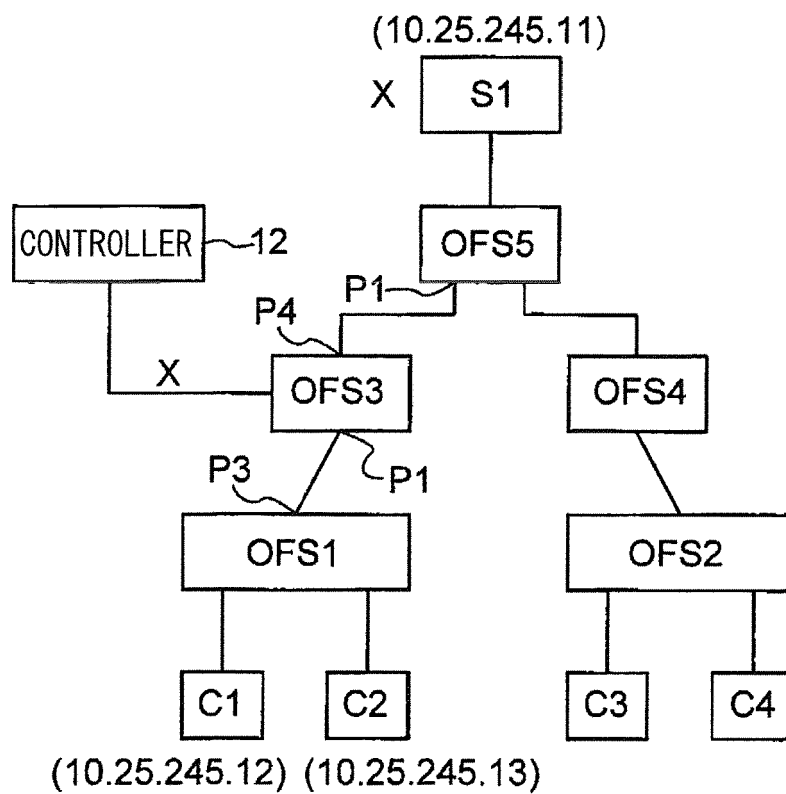 (10.25.245.11)
X
S1
CONTROLLER
12
OFS5
P1
P4
X
OFS3
OFS4
P3
P1
OFS1
OFS2
C1
C2
C3
C4
(10.25.245.12)
(10.25.245.13)